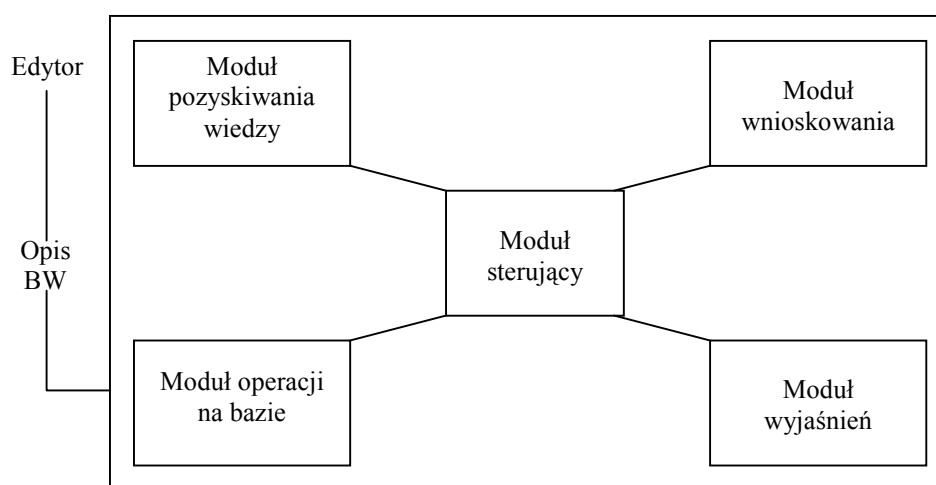 Edytor
Moduł
pozyskiwania
wiedzy
Moduł
wnioskowania
Opis
BW
Moduł
sterujący
Moduł operacji
na bazie
Moduł
wyjaśnień